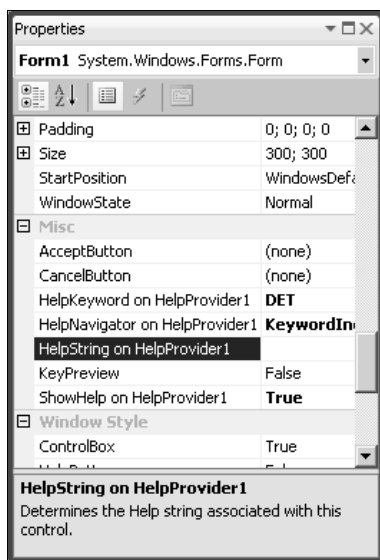 Properties
Form1 System.Windows.Forms.Form
Padding 0; 0; 0; 0
Size 300; 300
StartPosition WindowsDefa
WindowState Normal
Misc
AcceptButton (none)
CancelButton (none)
HelpKeyword on HelpProvider1 DET
HelpNavigator on HelpProvider1 KeywordIn
HelpString on HelpProvider1
KeyPreview False
ShowHelp on HelpProvider1 True
Window Style
ControlBox True
HelpString on HelpProvider1
Determines the Help string associated with this
control.